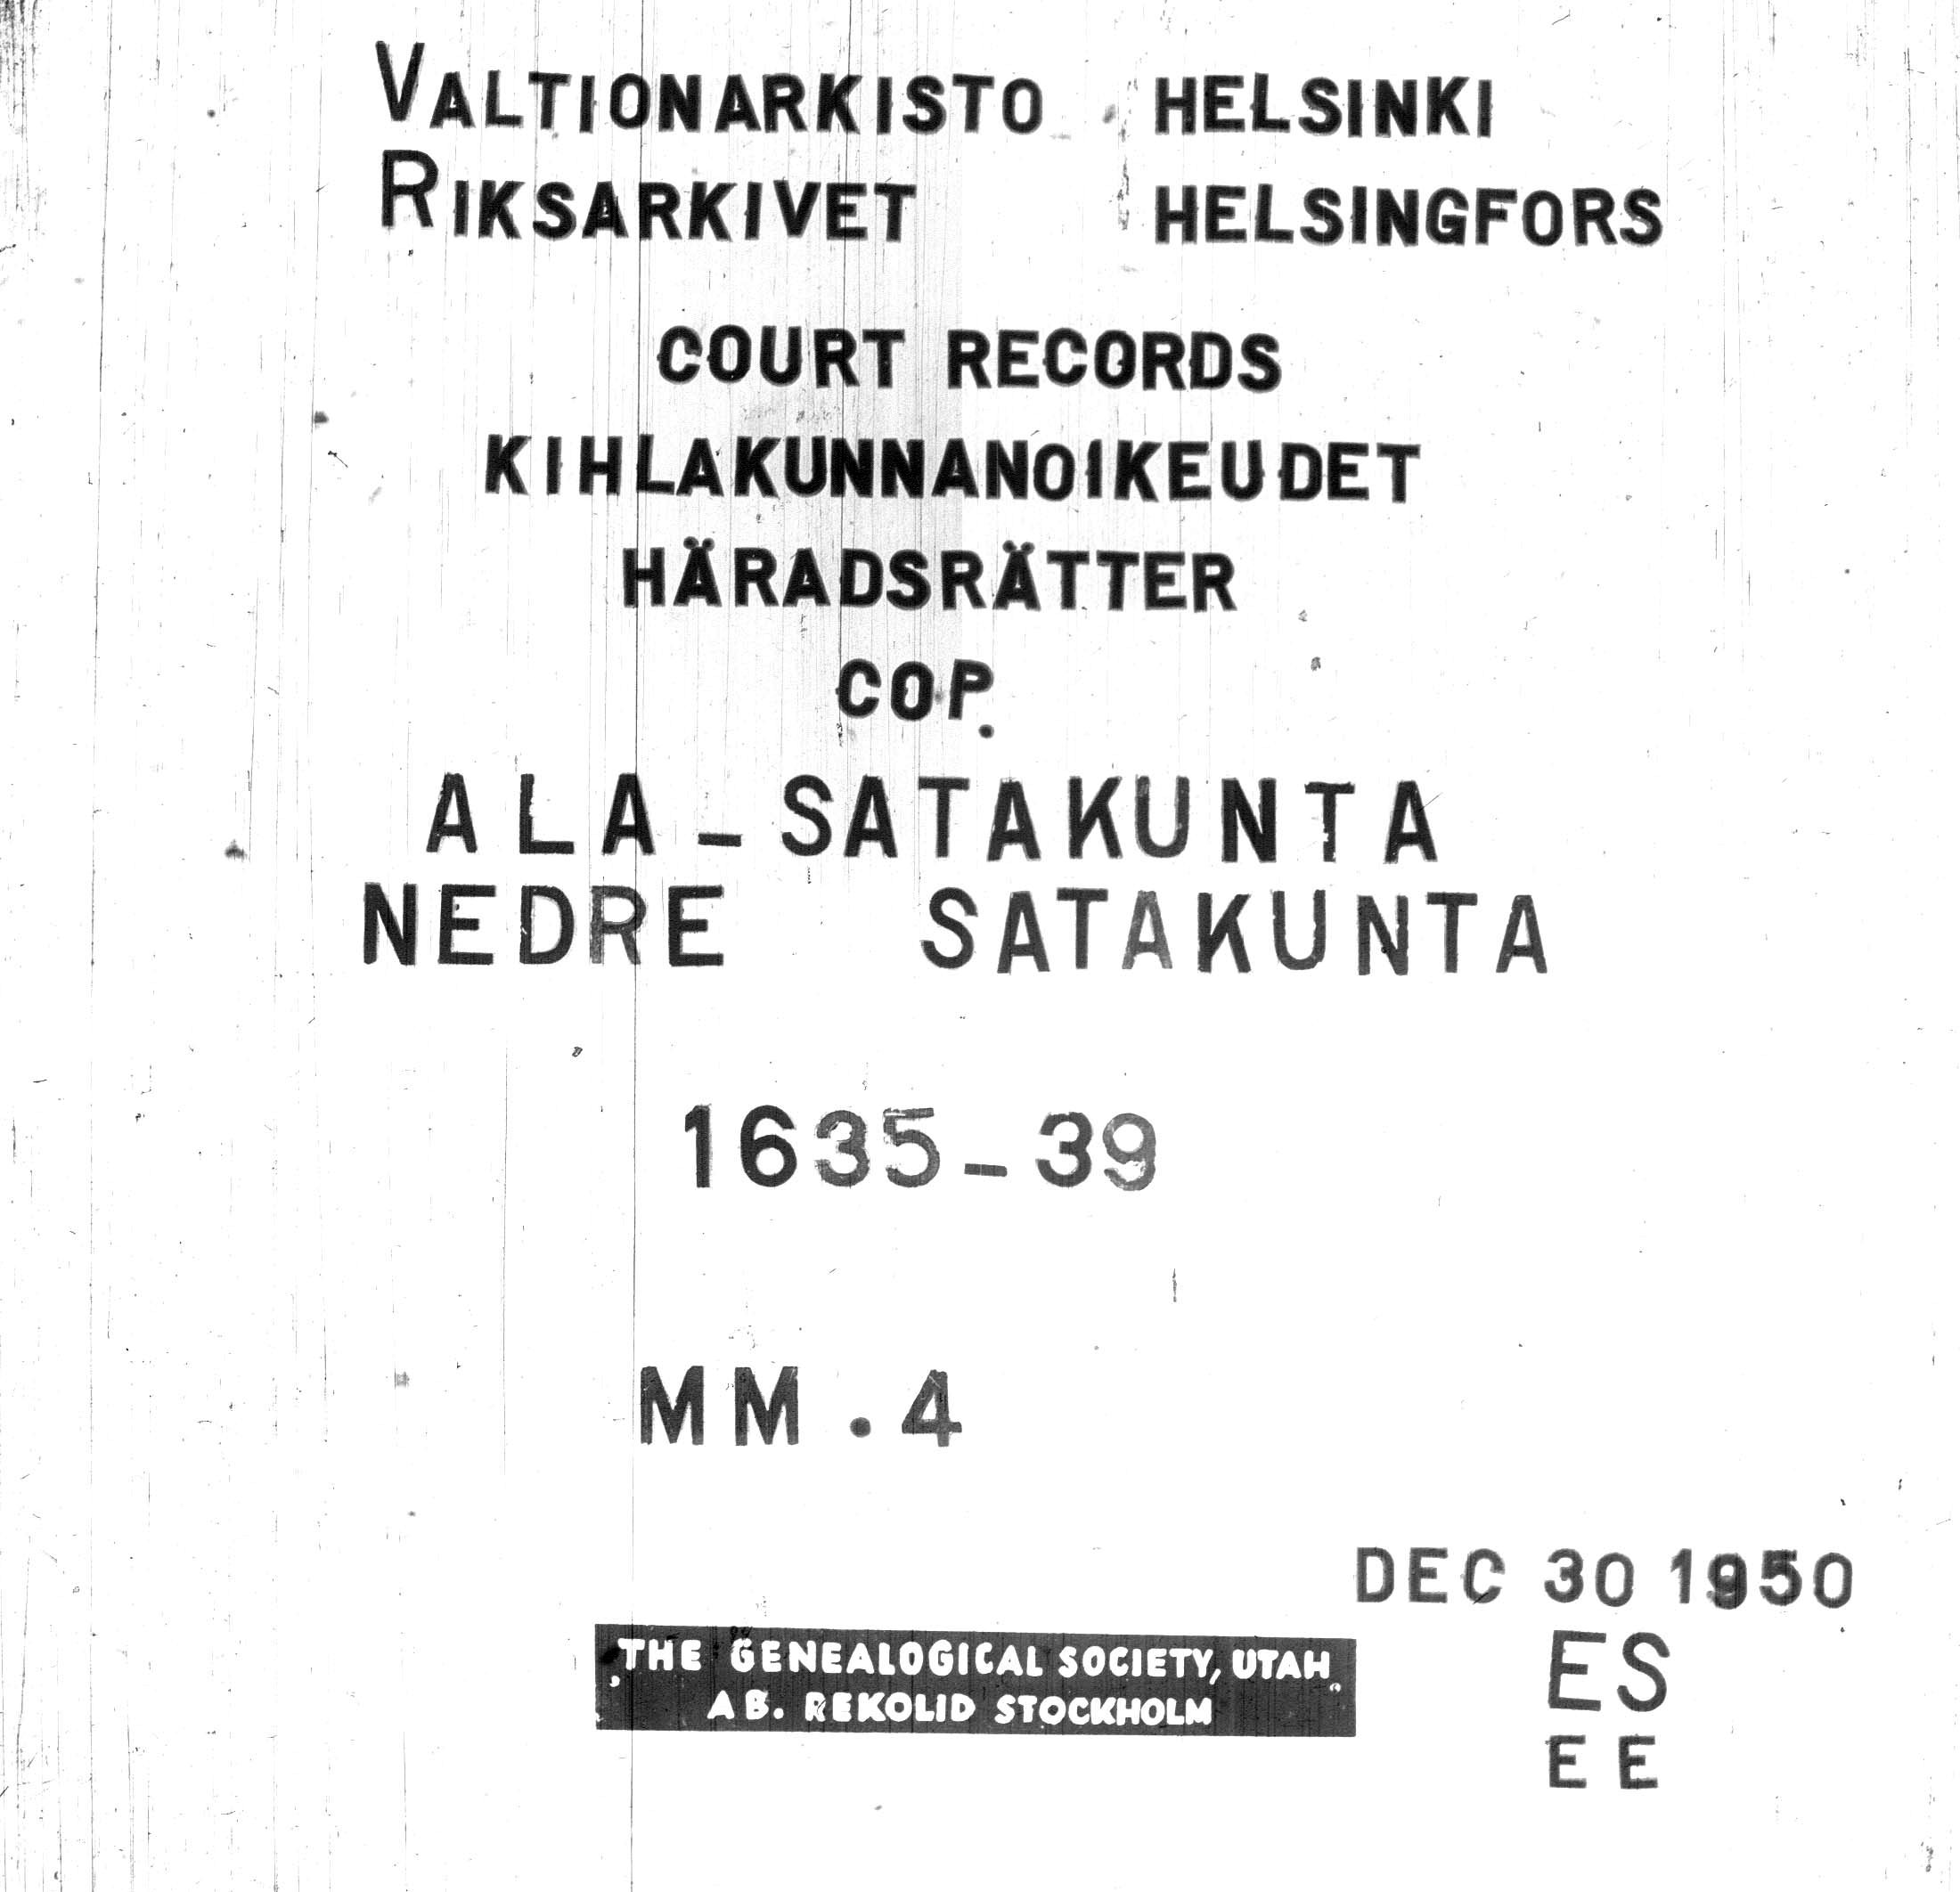 VALTIONARKISTO HELSINKI
RIKSARKIVET HELSINGFORS
COURT RECORDS
KIHLAKUNNANOIKEUDET
HÄRADSRÄTTER
COP.
ALA-SATAKUNTA
NEDRE SATAKUNTA
1635-39
MM.4
DEC 30 1950
ES
EE
„THE GENEALOGICAL SOCIETY, UTAH“
AB. REKOLID STOCKHOLM